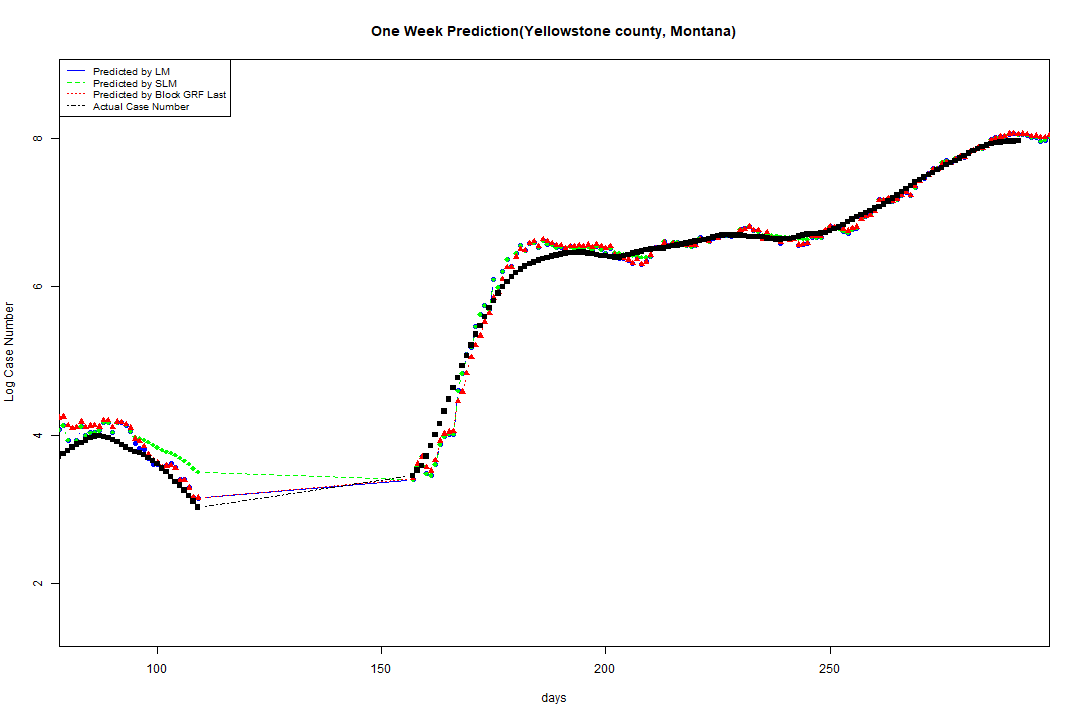 One Week Prediction(Yellowstone county, Montana)
Predicted by LM
Predicted by SLM
Predicted by Block GRF Last
Actual Case Number
8
6
4
2
Log Case Number
100
150
200
250
days